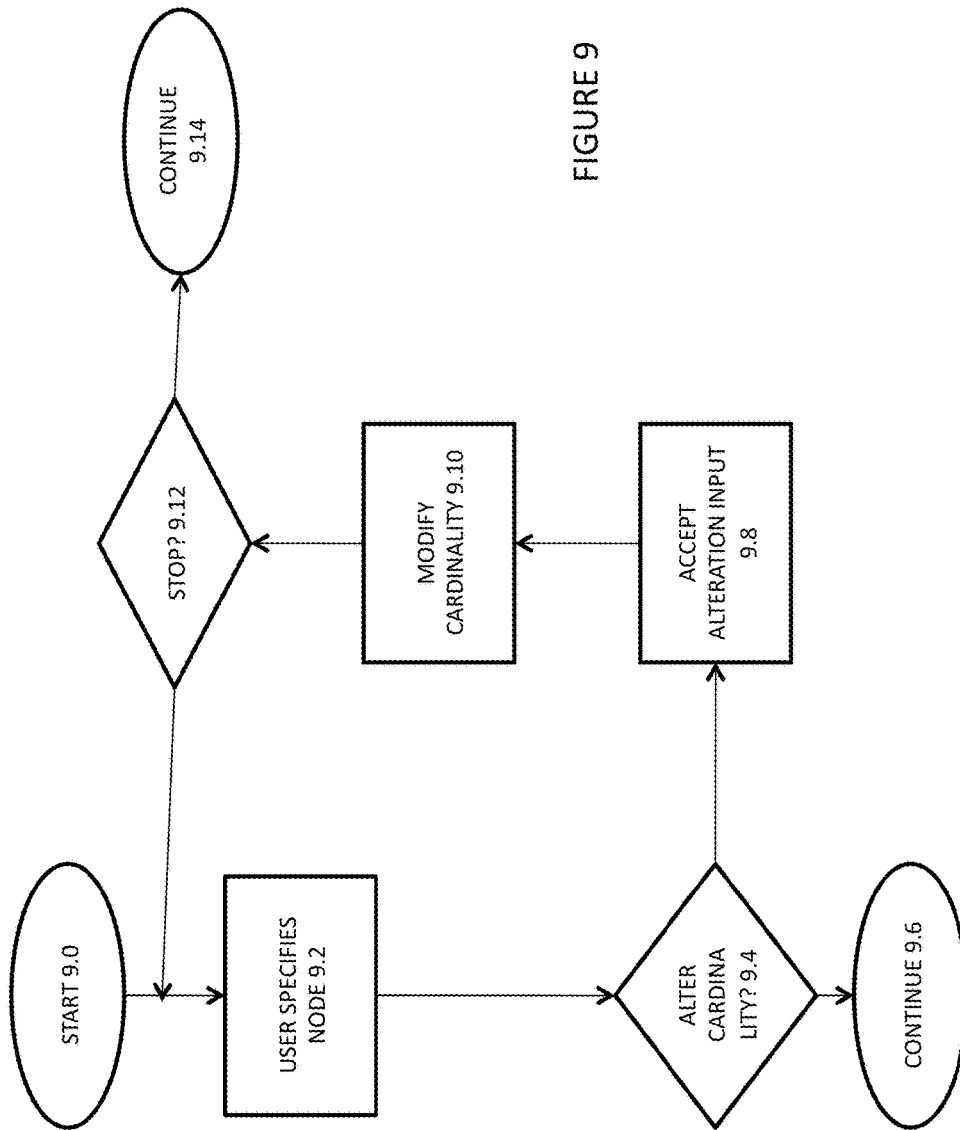 START 9.0
USER SPECIFIES
NODE 9.2
ALTER
CARDINA
LITY? 9.4
CONTINUE 9.6
ACCEPT
ALTERATION INPUT
9.8
MODIFY
CARDINALITY 9.10
STOP? 9.12
CONTINUE
9.14
FIGURE 9